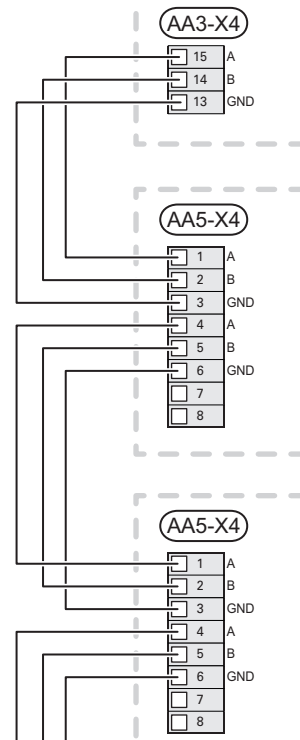 AA3-X4
15 A
14 B
13 GND
AA5-X4
1 A
2 B
3 GND
4 A
5 B
6 GND
7
8
AA5-X4
1 A
2 B
3 GND
4 A
5 B
6 GND
7
8